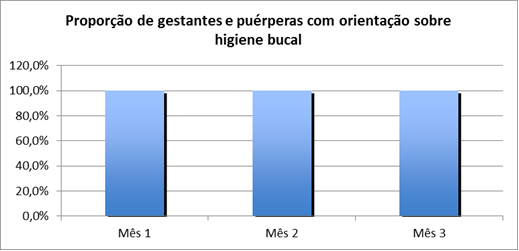 Proporção de gestantes e puérperas com orientação sobre
higiene bucal
120,0%
100,0%
80,0%
60,0%
40,0%
20,0%
0,0%
Mês 1 Mês 2 Mês 3